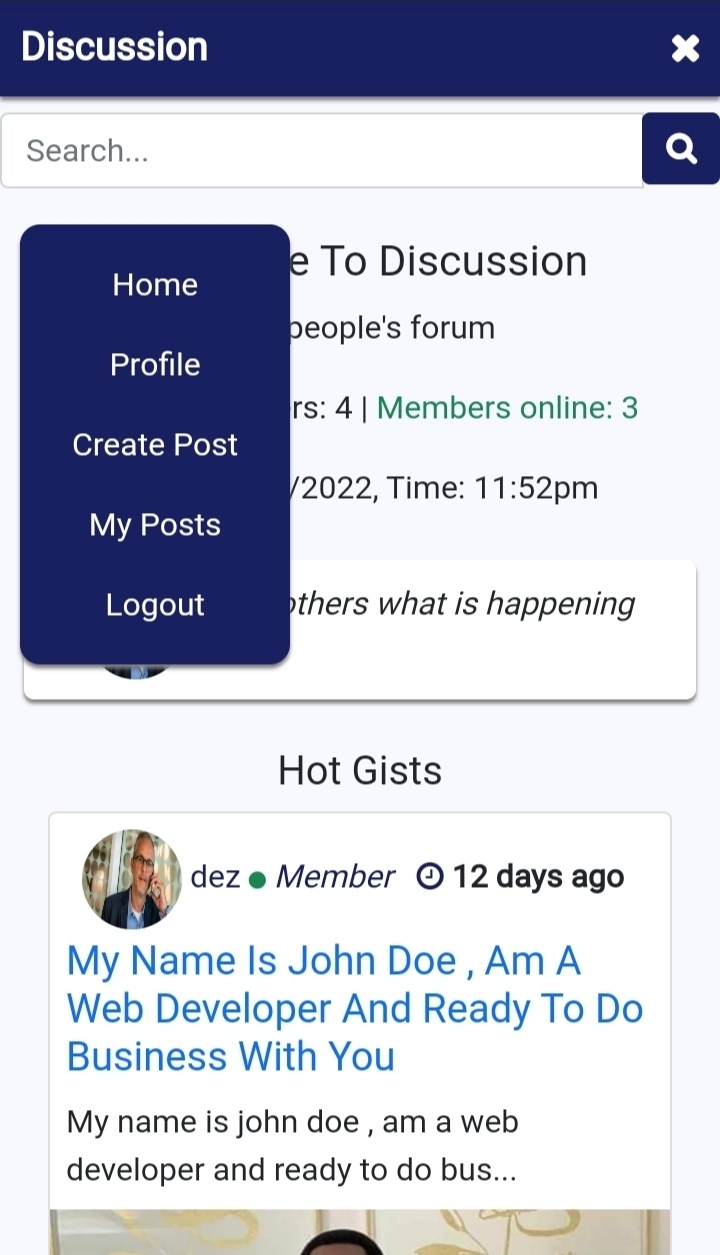 Discussion
Search...
Home
Profile
Create Post
My Posts
Logout
e To Discussion
people's forum
rs: 4 | Members online: 3
/2022, Time: 11:52pm
others what is happening
Hot Gists
dez Member 12 days ago
My Name Is John Doe , Am A
Web Developer And Ready To Do
Business With You
My name is john doe , am a web
developer and ready to do bus...